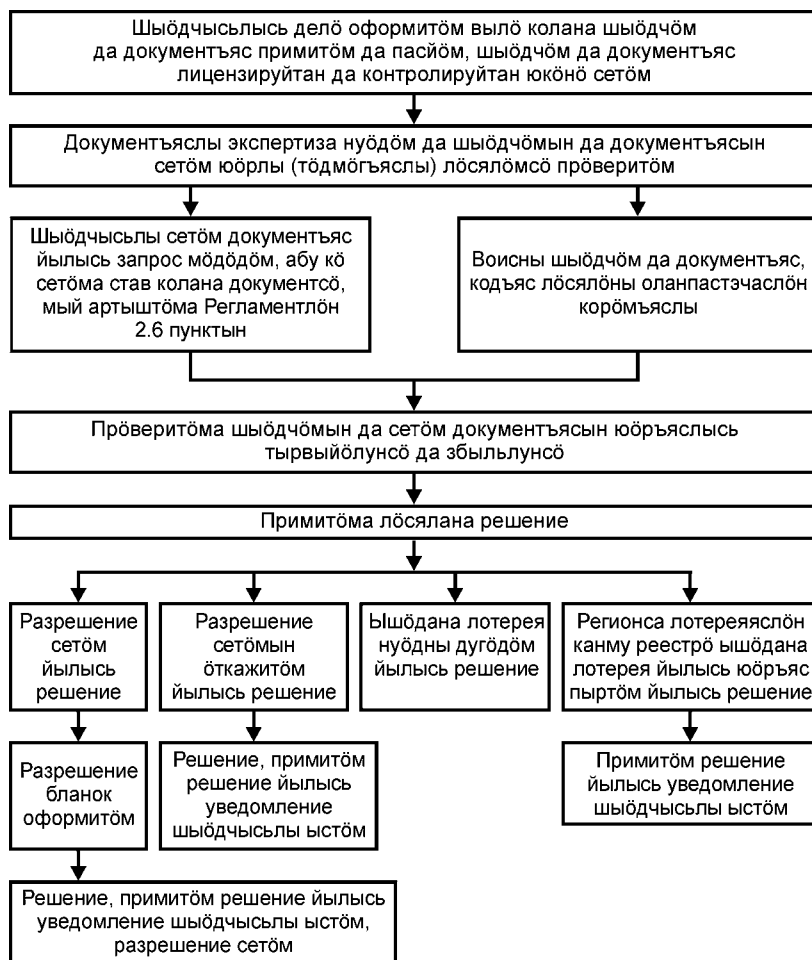 Шыӧдчысьлысь делӧ оформитӧм вылӧ колана шыӧдчӧм
да документъяс примитӧм да пасйӧм, шыӧдчӧм да документъяс
лицензируйтан да контролируйтан юкӧнӧ сетӧм
Документъяслы экспертиза нуӧдӧм да шыӧдчӧмын да документъясын
сетӧм юӧрлы (тӧдмӧгъяслы) лӧсялӧмсӧ прӧверитӧм
Шыӧдчысьлы сетӧм документъяс
йылысь запрос мӧдӧдӧм, абу кӧ
сетӧма став колана документсӧ,
мый артыштӧма Регламентлӧн
2.6 пунктын
Воисны шыӧдчӧм да документъяс,
кодъяс лӧсялӧны оланпастэчаслӧн
корӧмъяслы
Прӧверитӧма шыӧдчӧмын да сетӧм документъясын юӧръяслысь
тырвыйӧлунсӧ да збыльлунсӧ
Примитӧма лӧсялана решение
Разрешение
сетӧм
йылысь
решение
Разрешение
сетӧмын
ӧткажитӧм
йылысь решение
Ышӧдана лотерея
нуӧдны дугӧдӧм
йылысь решение
Регионса лотереяяслӧн
канму реестрӧ ышӧдана
лотерея йылысь юӧръяс
пыртӧм йылысь решение
Разрешение
бланок
оформитӧм
Решение, примитӧм
решение йылысь
уведомление
шыӧдчысьлы ыстӧм
Примитӧм решение
йылысь уведомление
шыӧдчысьлы ыстӧм
Решение, примитӧм решение йылысь
уведомление шыӧдчысьлы ыстӧм,
разрешение сетӧм